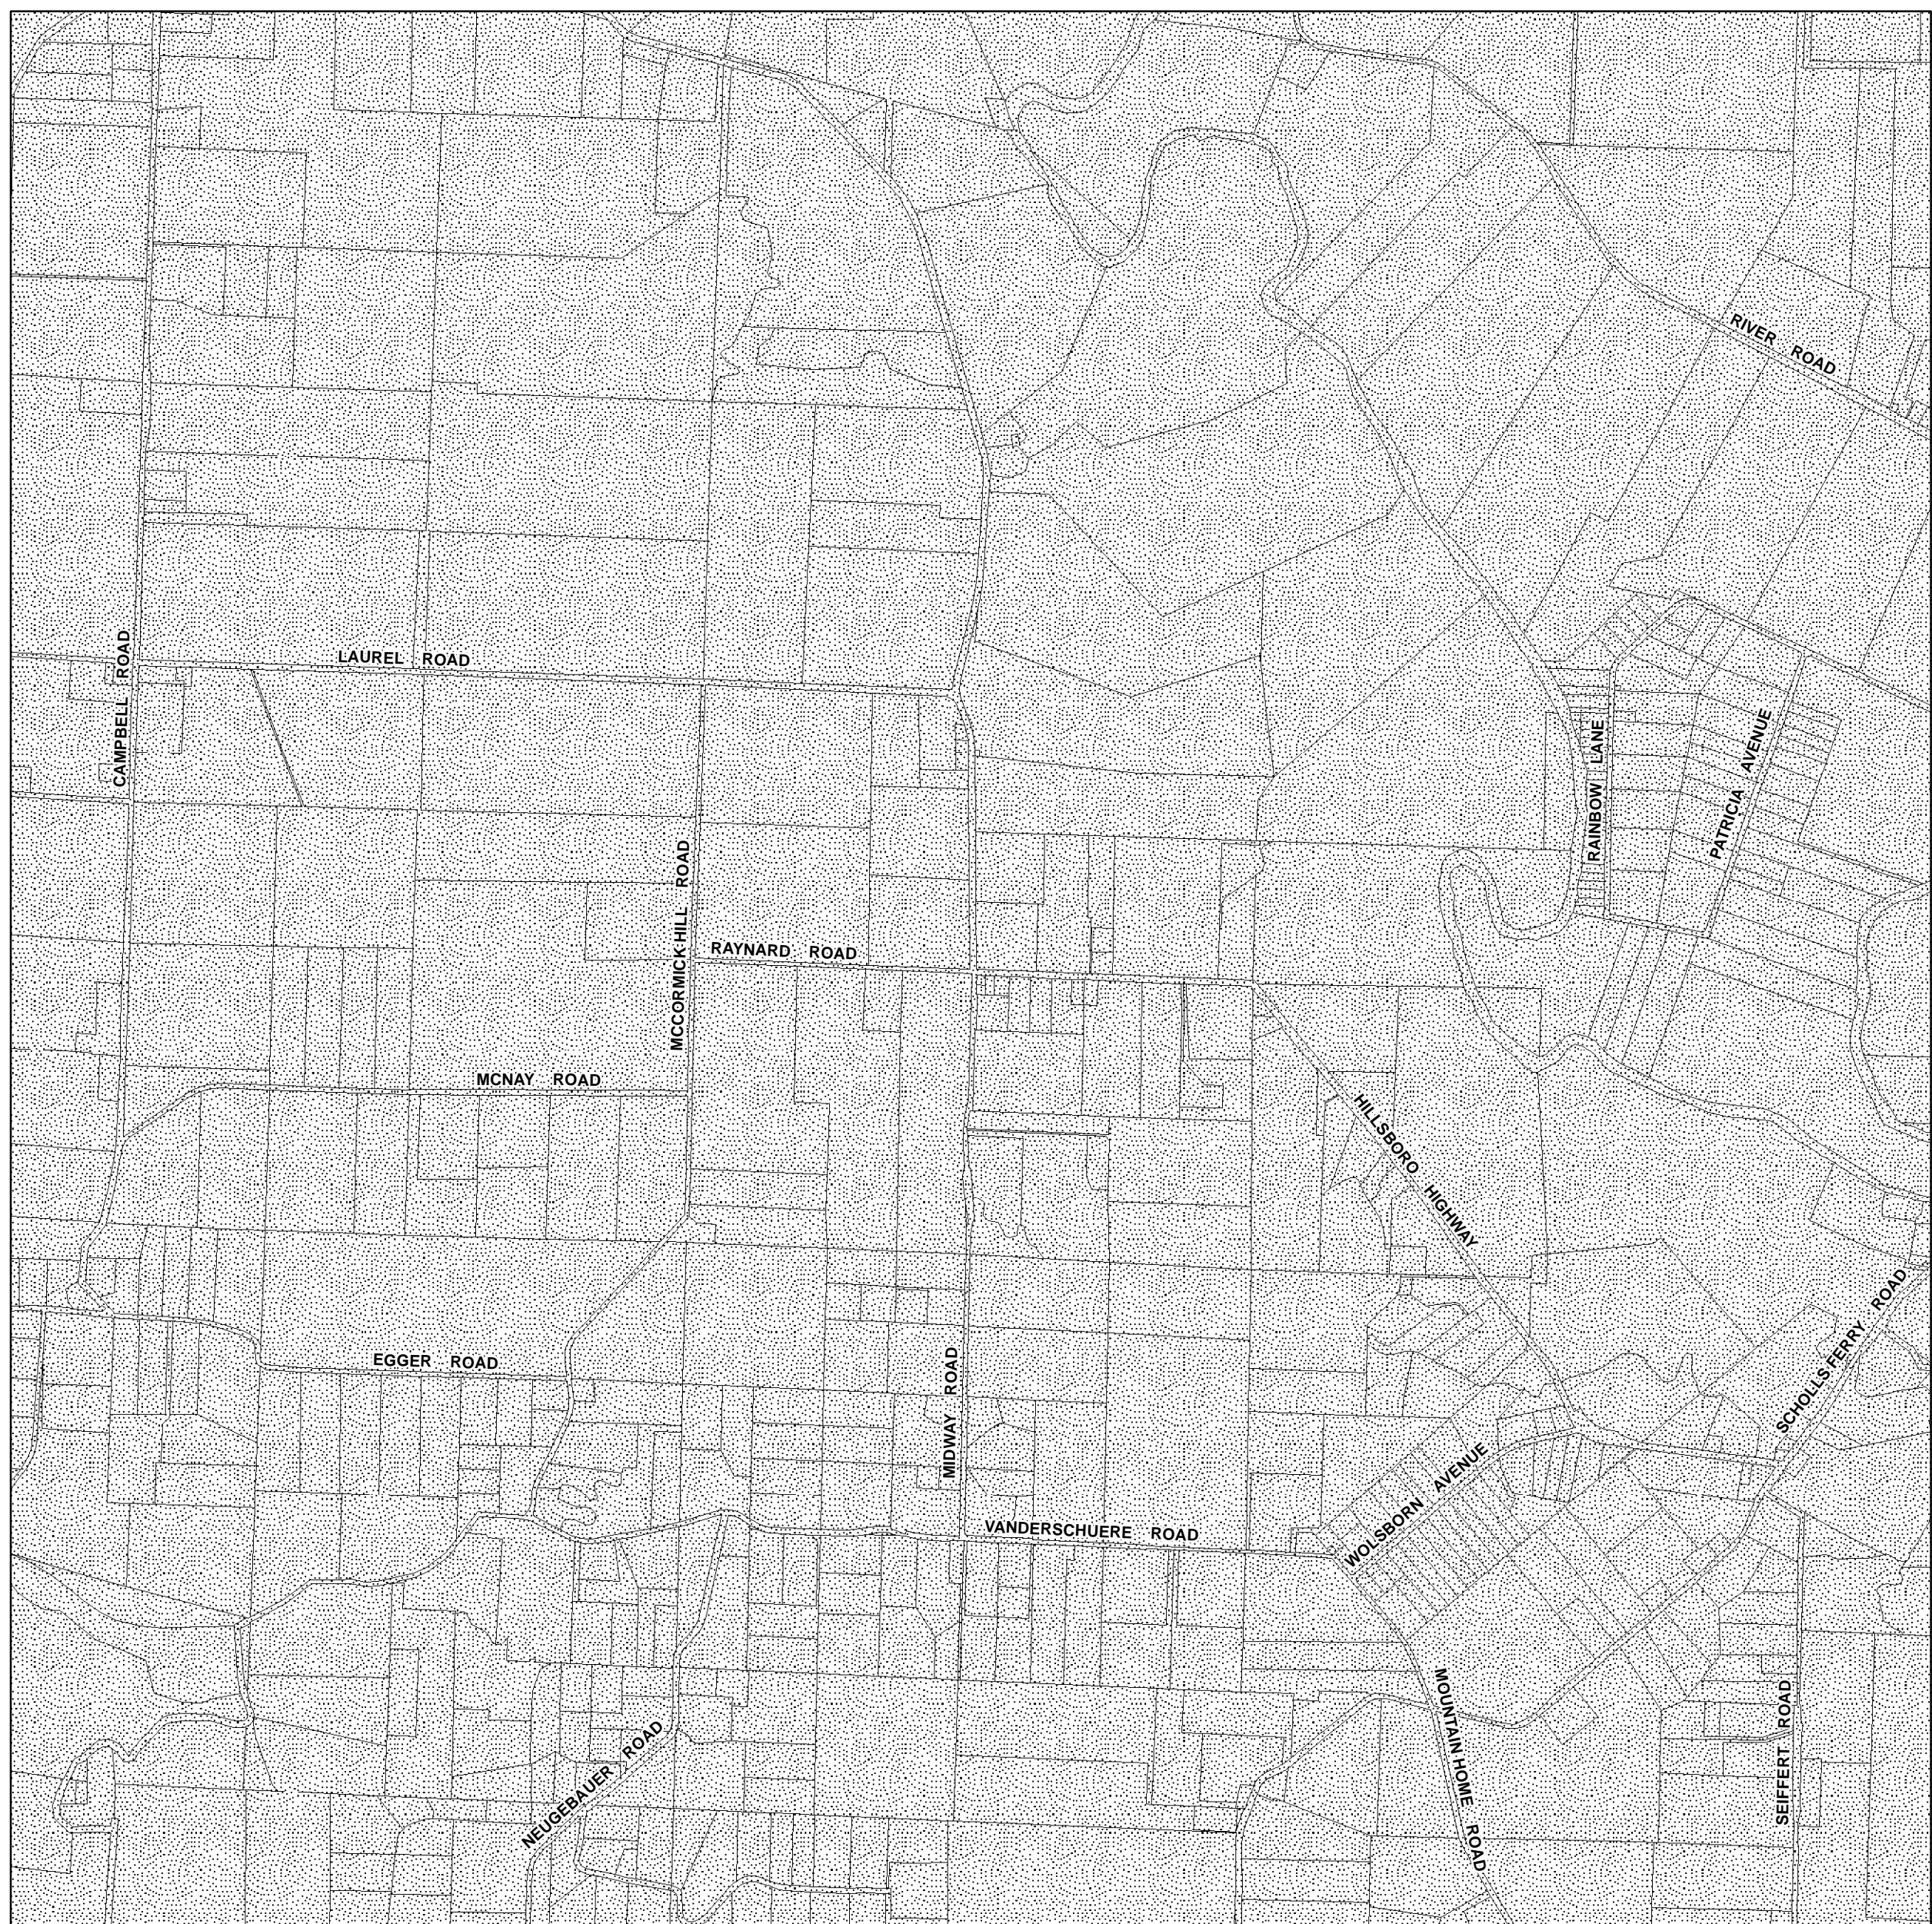 RIVER ROAD
LAUREL ROAD
CAMPBELL ROAD
RAINBOW LANE
PATRICIA AVENUE
MCCORMICK HILL ROAD
RAYNARD ROAD
MCNAY ROAD
HILLSBORO HIGHWAY
SCHOLLS FERRY ROAD
EGGER ROAD
MIDWAY ROAD
WOLSBORN AVENUE
VANDERSCHUERE ROAD
MOUNTAIN HOME ROAD
SEIFFERT ROAD
NEUGEBAUER ROAD